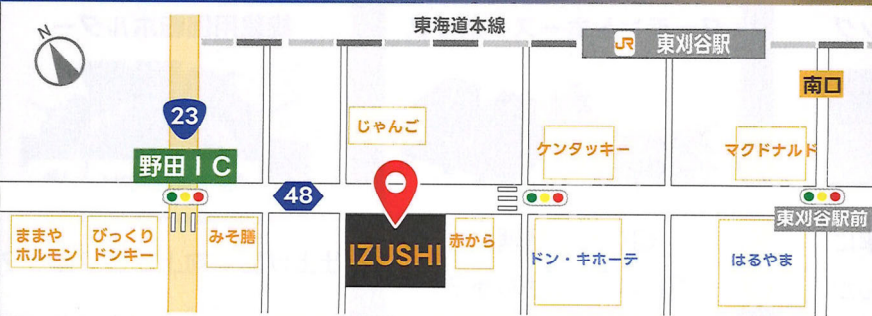 N
東海道本線
JR 東刈谷駅
南口
23
じゃんご
ケンタッキー
マクドナルド
野田IC
48
東刈谷駅前
ままや
ホルモン
びっくり
ドンキー
みそ膳
IZUSHI
赤から
ドン・キホーテ
はるやま